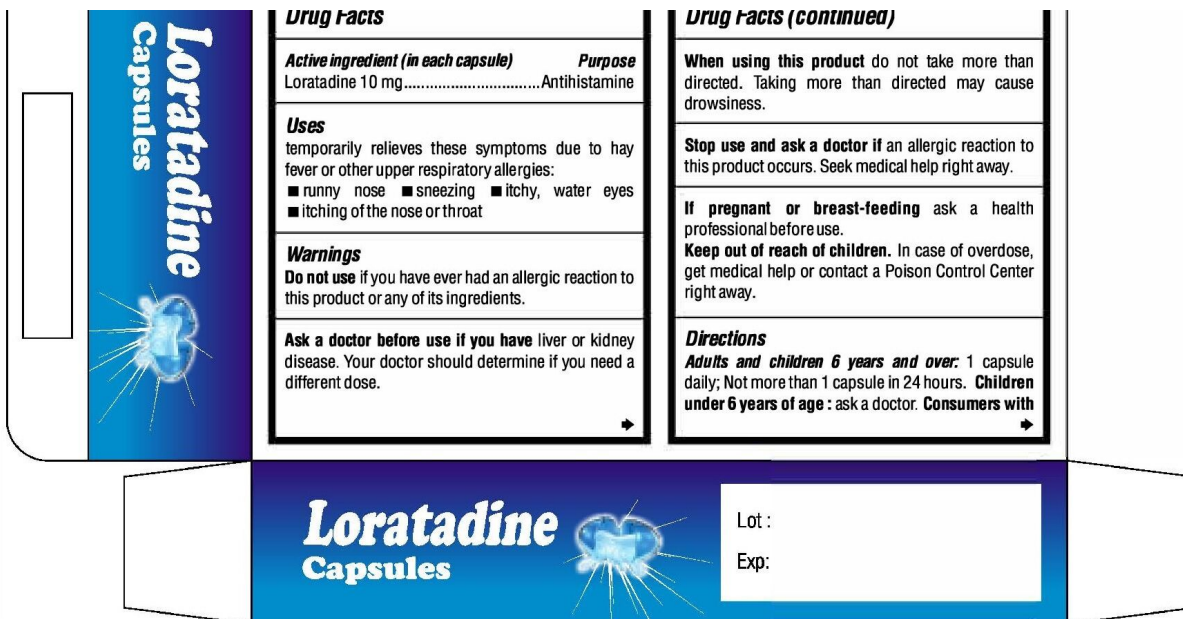 Loratadine
Capsules
Drug Facts
Active ingredient (in each capsule) Purpose
Loratadine 10 mg................................Antihistamine
Uses
temporarily relieves these symptoms due to hay
fever or other upper respiratory allergies:
■ runny nose ■ sneezing ■ itchy, water eyes
■ itching of the nose or throat
Warnings
Do not use if you have ever had an allergic reaction to
this product or any of its ingredients.
Ask a doctor before use if you have liver or kidney
disease. Your doctor should determine if you need a
different dose.
Drug Facts (continued)
When using this product do not take more than
directed. Taking more than directed may cause
drowsiness.
Stop use and ask a doctor if an allergic reaction to
this product occurs. Seek medical help right away.
If pregnant or breast-feeding ask a health
professional before use.
Keep out of reach of children. In case of overdose,
get medical help or contact a Poison Control Center
right away.
Directions
Adults and children 6 years and over: 1 capsule
daily; Not more than 1 capsule in 24 hours. Children
under 6 years of age : ask a doctor. Consumers with
Loratadine
Capsules
Lot :
Exp: